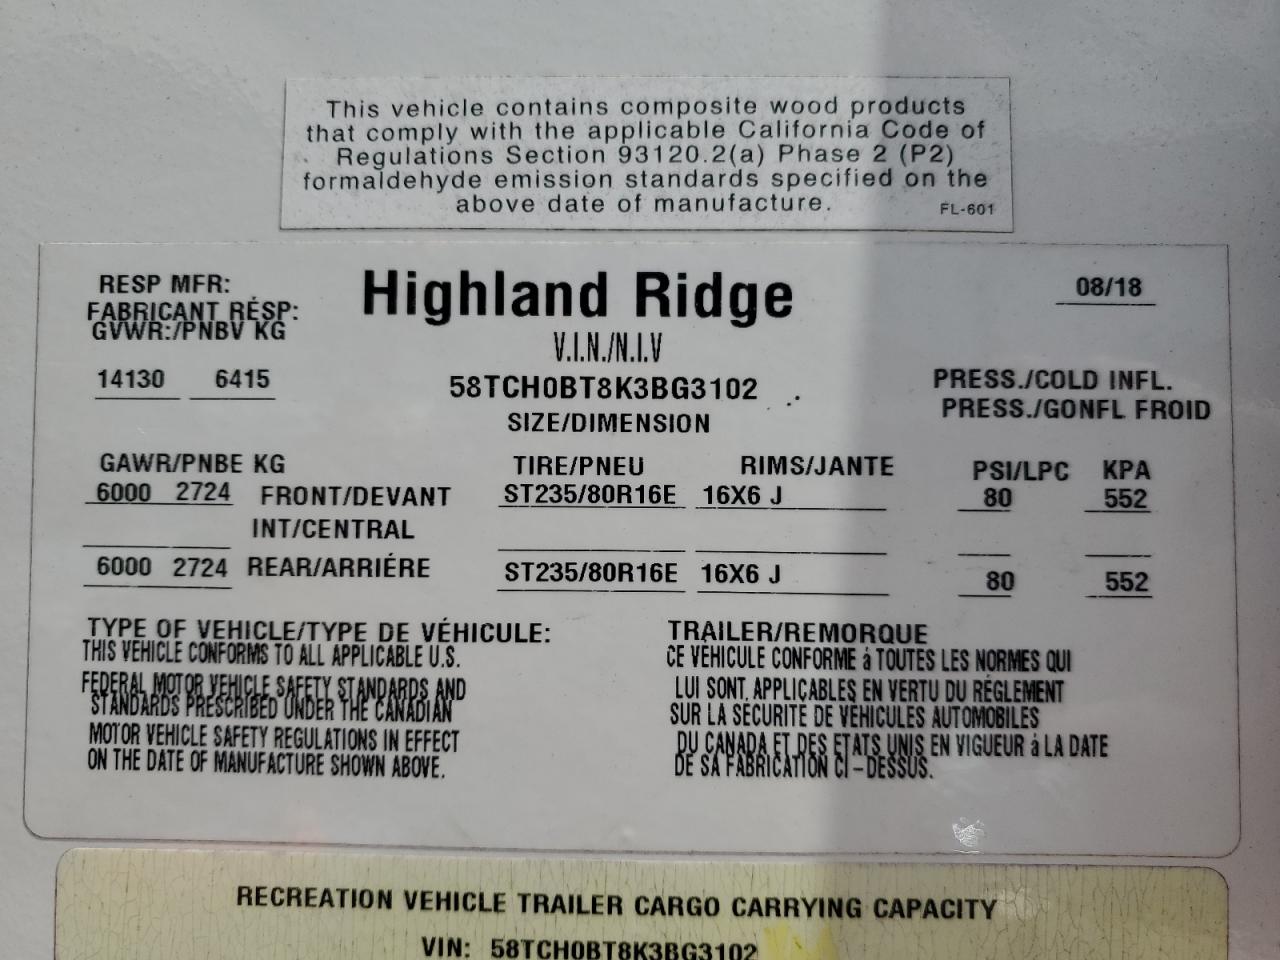 This vehicle contains composite wood products
that comply with the applicable California Code of
Regulations Section 93120.2(a) Phase 2 (P2)
formaldehyde emission standards specified on the
above date of manufacture. FL-601
RESP MFR: Highland Ridge 08/18
FABRICANT RÉSP:
GVWR:/PNBV KG
V.I.N./N.I.V
14130 6415 58TCH0BT8K3BG3102 PRESS./COLD INFL.
SIZE/DIMENSION PRESS./GONFL FROID
GAWR/PNBE KG TIRE/PNEU RIMS/JANTE PSI/LPC KPA
6000 2724 FRONT/DEVANT ST235/80R16E 16X6 J 80 552
INT/CENTRAL
6000 2724 REAR/ARRIÉRE ST235/80R16E 16X6 J 80 552
TYPE OF VEHICLE/TYPE DE VÉHICULE: TRAILER/REMORQUE
THIS VEHICLE CONFORMS TO ALL APPLICABLE U.S.
FEDERAL MOTOR VEHICLE SAFETY STANDARDS AND
STANDARDS PRESCRIBED UNDER THE CANADIAN
MOTOR VEHICLE SAFETY REGULATIONS IN EFFECT
ON THE DATE OF MANUFACTURE SHOWN ABOVE.
CE VÉHICULE CONFORME á TOUTES LES NORMES QUI
LUI SONT APPLICABLES EN VERTU DU RÉGLEMENT
SUR LA SÉCURITÉ DE VÉHICULES AUTOMOBILES
DU CANADA ET DES ETATS UNIS EN VIGUEUR á LA DATE
DE SA FABRICATION CI-DESSUS.
RECREATION VEHICLE TRAILER CARGO CARRYING CAPACITY
VIN: 58TCH0BT8K3BG3102